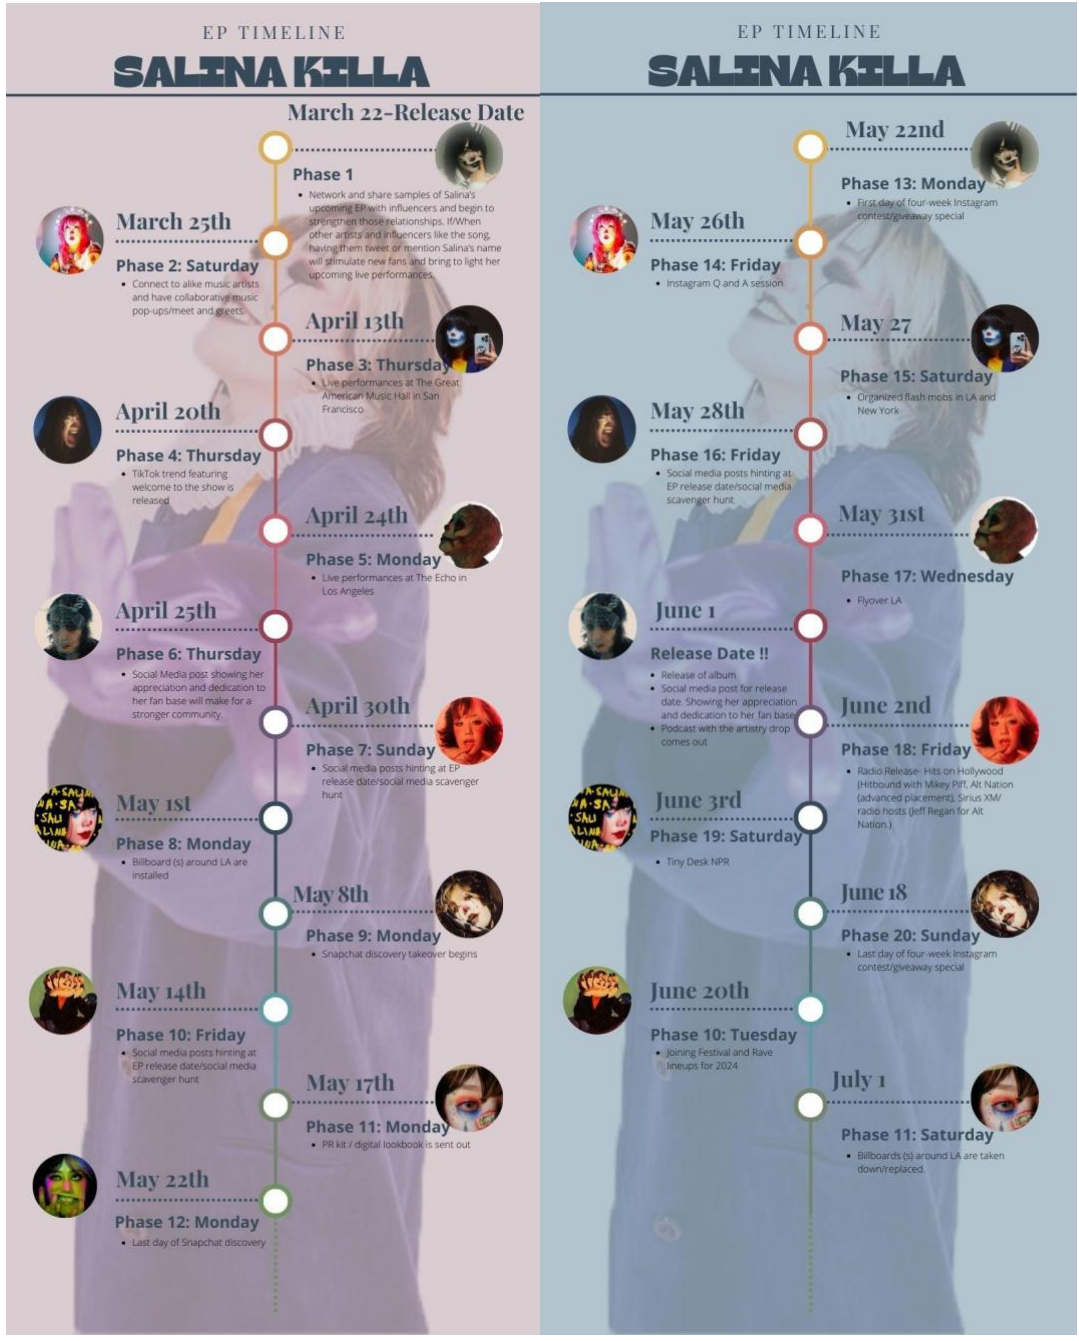 EP TIMELINE
SALINA KILLA
March 22-Release Date
Phase 1
Network and share samples of Salina's
upcoming EP with influencers and begin to
strengthen those relationships. If/When
other artists and influencers like the song,
having them tweet or mention Salina's name
will stimulate new fans and bring to light her
upcoming live performances.
March 25th
Phase 2: Saturday
Connect to alike music artists
and have collaborative music
pop-ups/meet and greets.
April 13th
Phase 3: Thursday
Live performances at The Great
American Music Hall in San
Francisco
April 20th
Phase 4: Thursday
TikTok trend featuring
welcome to the show is
released
April 24th
Phase 5: Monday
Live performances at The Echo in
Los Angeles
April 25th
Phase 6: Thursday
Social Media post showing her
appreciation and dedication to
her fan base will make for a
stronger community.
April 30th
Phase 7: Sunday
Social media posts hinting at EP
release date/social media scavenger
hunt
May 1st
Phase 8: Monday
Billboard (s) around LA are
installed
May 8th
Phase 9: Monday
Snapchat discovery takeover begins
May 14th
Phase 10: Friday
Social media posts hinting at
EP release date/social media
scavenger hunt
May 17th
Phase 11: Monday
PR kit / digital lookbook is sent out
May 22th
Phase 12: Monday
Last day of Snapchat discovery
EP TIMELINE
SALINA KILLA
May 22nd
Phase 13: Monday
First day of four-week Instagram
contest/giveaway special
May 26th
Phase 14: Friday
Instagram Q and A session
May 27
Phase 15: Saturday
Organized flash mobs in LA and
New York
May 28th
Phase 16: Friday
Social media posts hinting at
EP release date/social media
scavenger hunt
May 31st
Phase 17: Wednesday
Flyover LA
June 1
Release Date !!
Release of album
Social media post for release
date. Showing her appreciation
and dedication to her fan base
Podcast with the artistry drop
comes out
June 2nd
Phase 18: Friday
Radio Release- Hits on Hollywood
(Hitbound with Mikey Piff, Alt Nation
(advanced placement), Sirius XM/
radio hosts (Jeff Regan for Alt
Nation.)
June 3rd
Phase 19: Saturday
Tiny Desk NPR
June 18
Phase 20: Sunday
Last day of four-week Instagram
contest/giveaway special
June 20th
Phase 10: Tuesday
Joining Festival and Rave
lineups for 2024
July 1
Phase 11: Saturday
Billboards (s) around LA are taken
down/replaced.